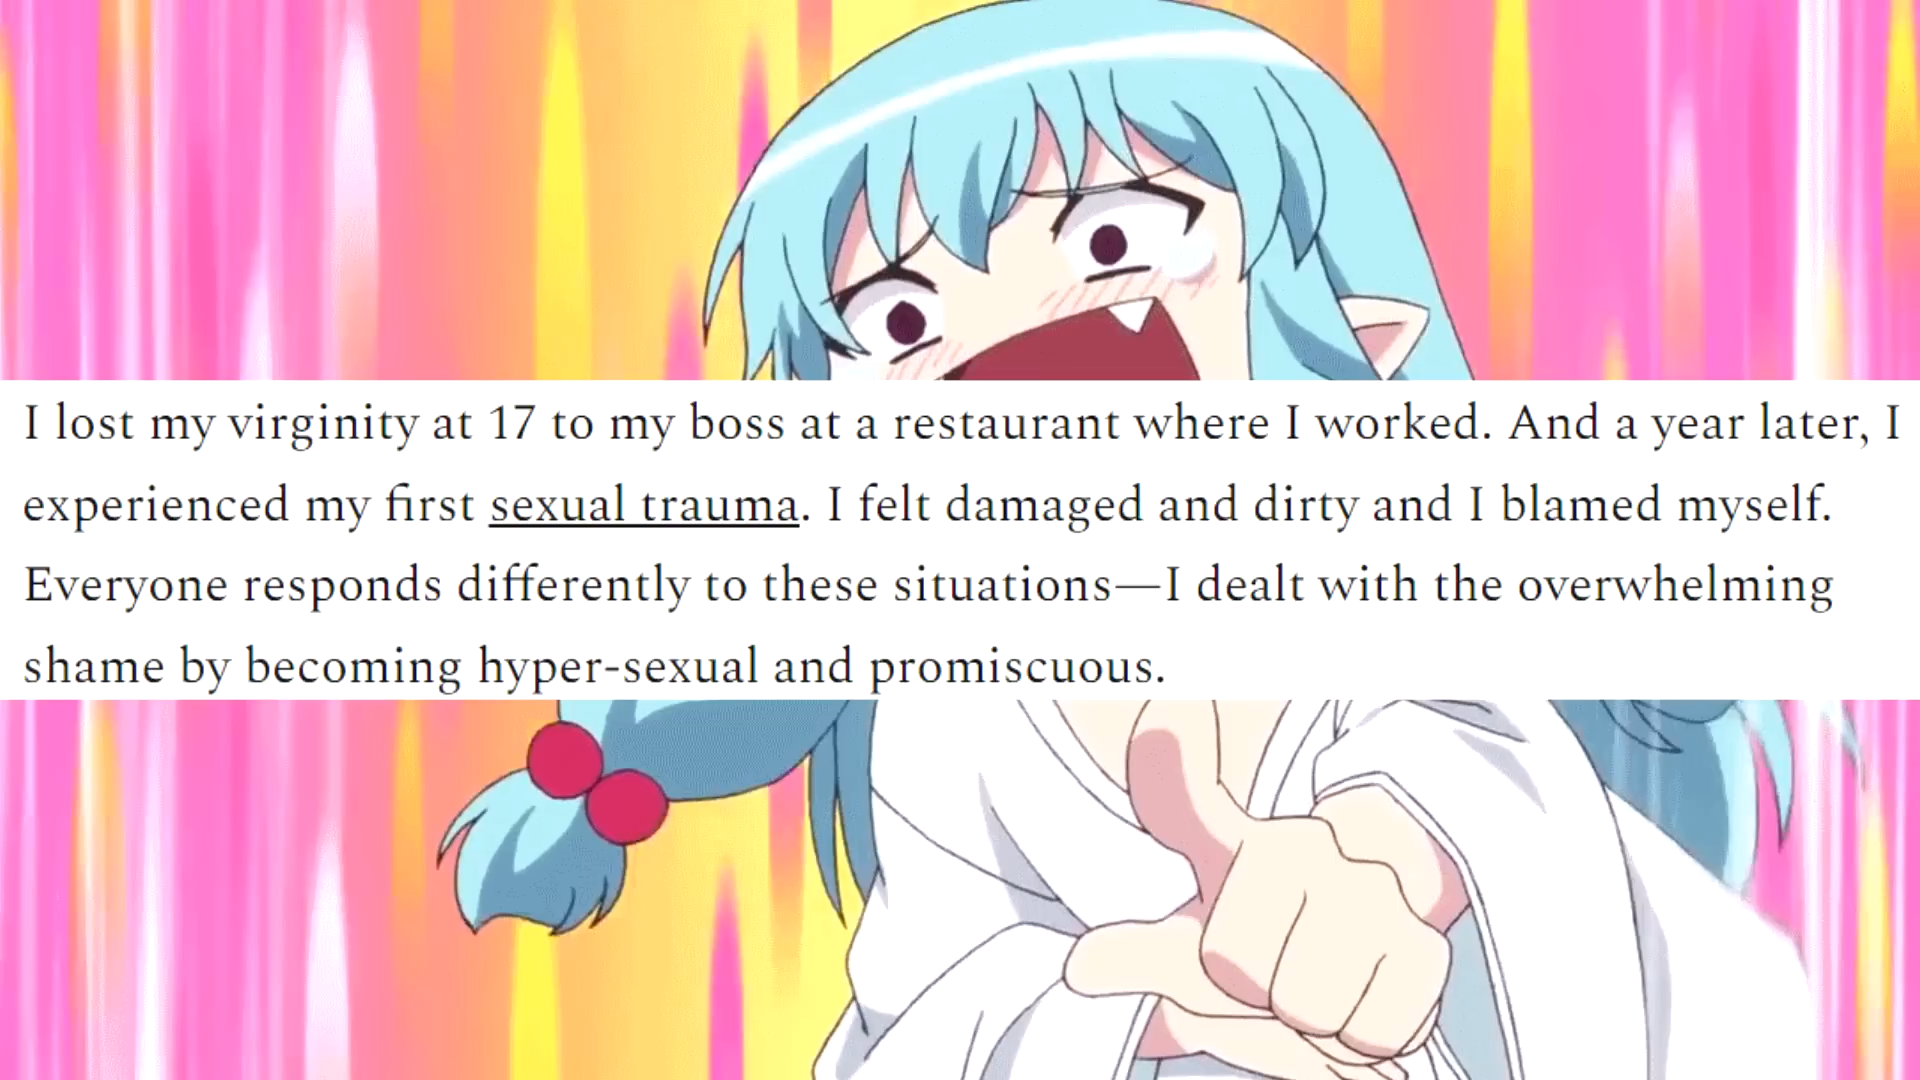 I lost my virginity at 17 to my boss at a restaurant where I worked. And a year later, I
experienced my first sexual trauma. I felt damaged and dirty and I blamed myself.
Everyone responds differently to these situations—I dealt with the overwhelming
shame by becoming hyper-sexual and promiscuous.